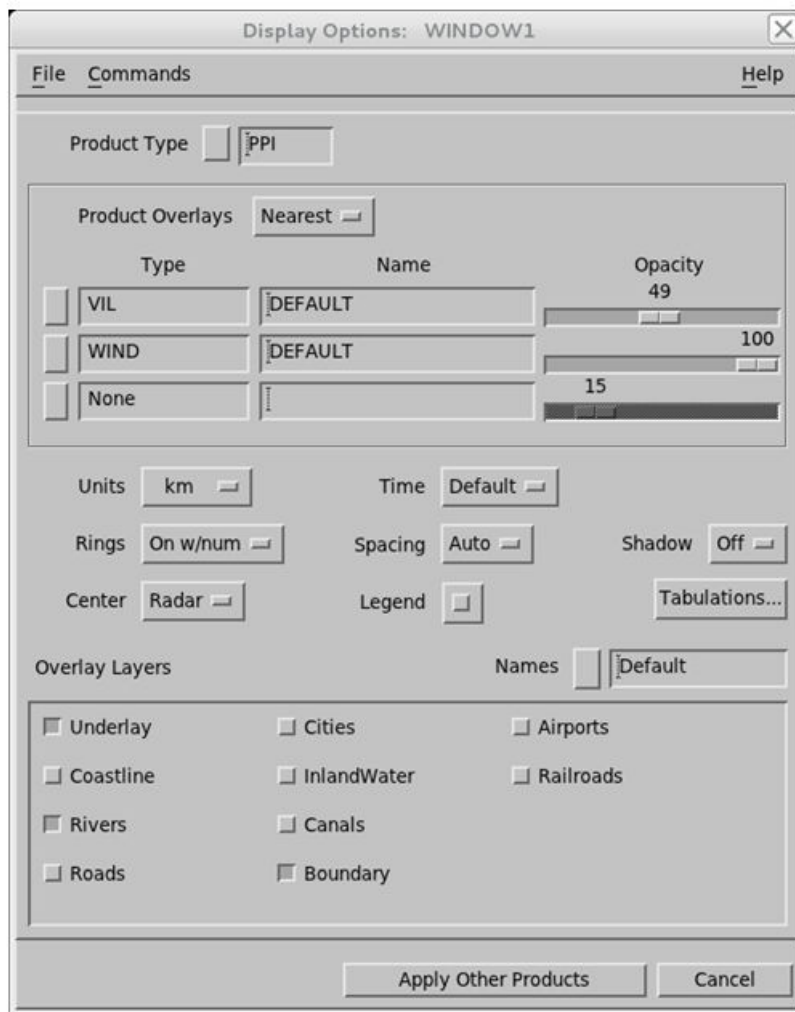 Display Options: WINDOW1
File Commands Help
Product Type PPI
Product Overlays Nearest
Type Name Opacity
VIL DEFAULT 49
WIND DEFAULT 100
None 15
Units km Time Default
Rings On w/num Spacing Auto Shadow Off
Center Radar Legend Tabulations...
Overlay Layers Names Default
Underlay Cities Airports
Coastline InlandWater Railroads
Rivers Canals
Roads Boundary
Apply Other Products Cancel